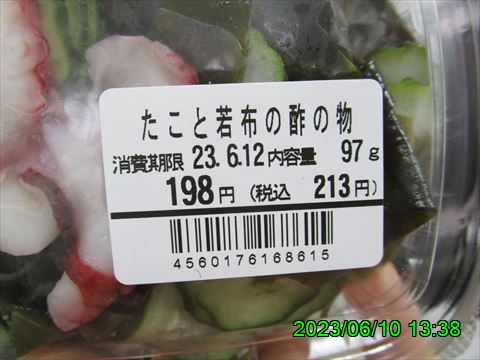 たこと若布の酢の物
消費期限 23.6.12 内容量 97g
198円 (税込 213円)
4560176168615
2023/06/10 13:38